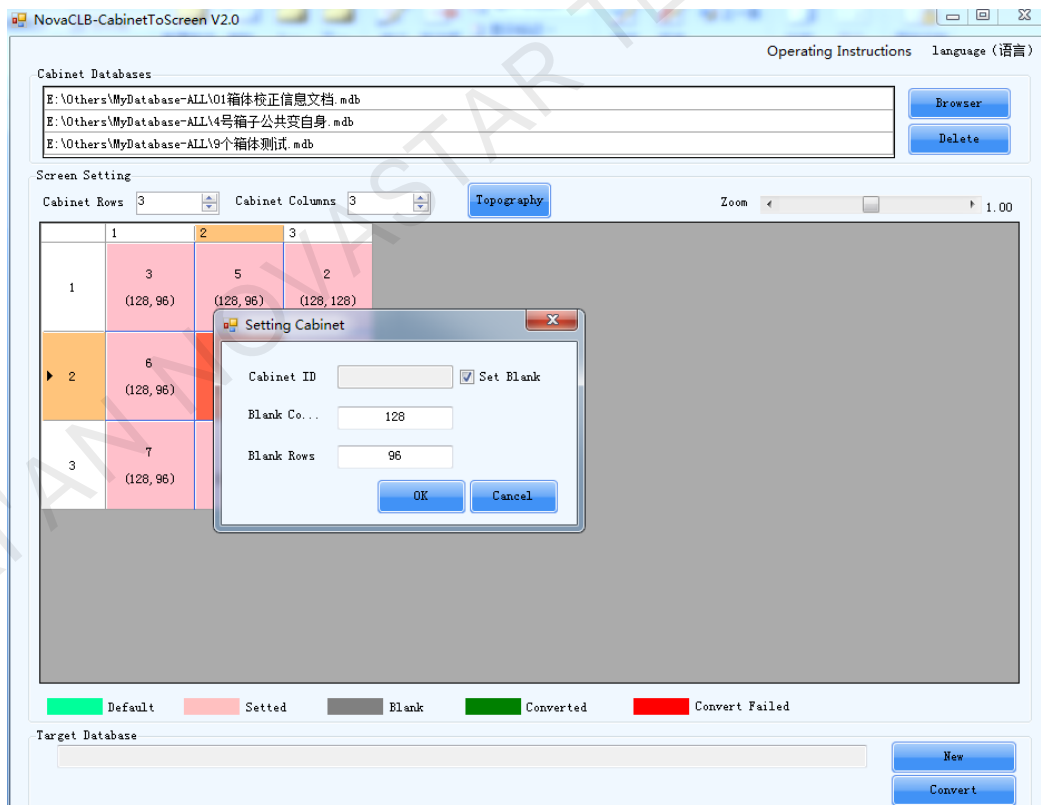 NovaCLB-CabinetToScreen V2.0
Operating Instructions language (语言)
Cabinet Databases
E:\Others\MyDatabase-ALL\01箱体校正信息文档.mdb
Browser
E:\Others\MyDatabase-ALL\4号箱子公共变自身.mdb
E:\Others\MyDatabase-ALL\9个箱体测试.mdb
Delete
Screen Setting
Cabinet Rows 3 Cabinet Columns 3 Topography Zoom 1.00
1 2 3
1
3 5 2
(128, 96) (128, 96) (128, 128)
2
6
(128, 96)
3
7
(128, 96)
Setting Cabinet
Cabinet ID Set Blank
Blank Co... 128
Blank Rows 96
OK Cancel
Default Setted Blank Converted Convert Failed
Target Database
New
Convert
NOVASTAR